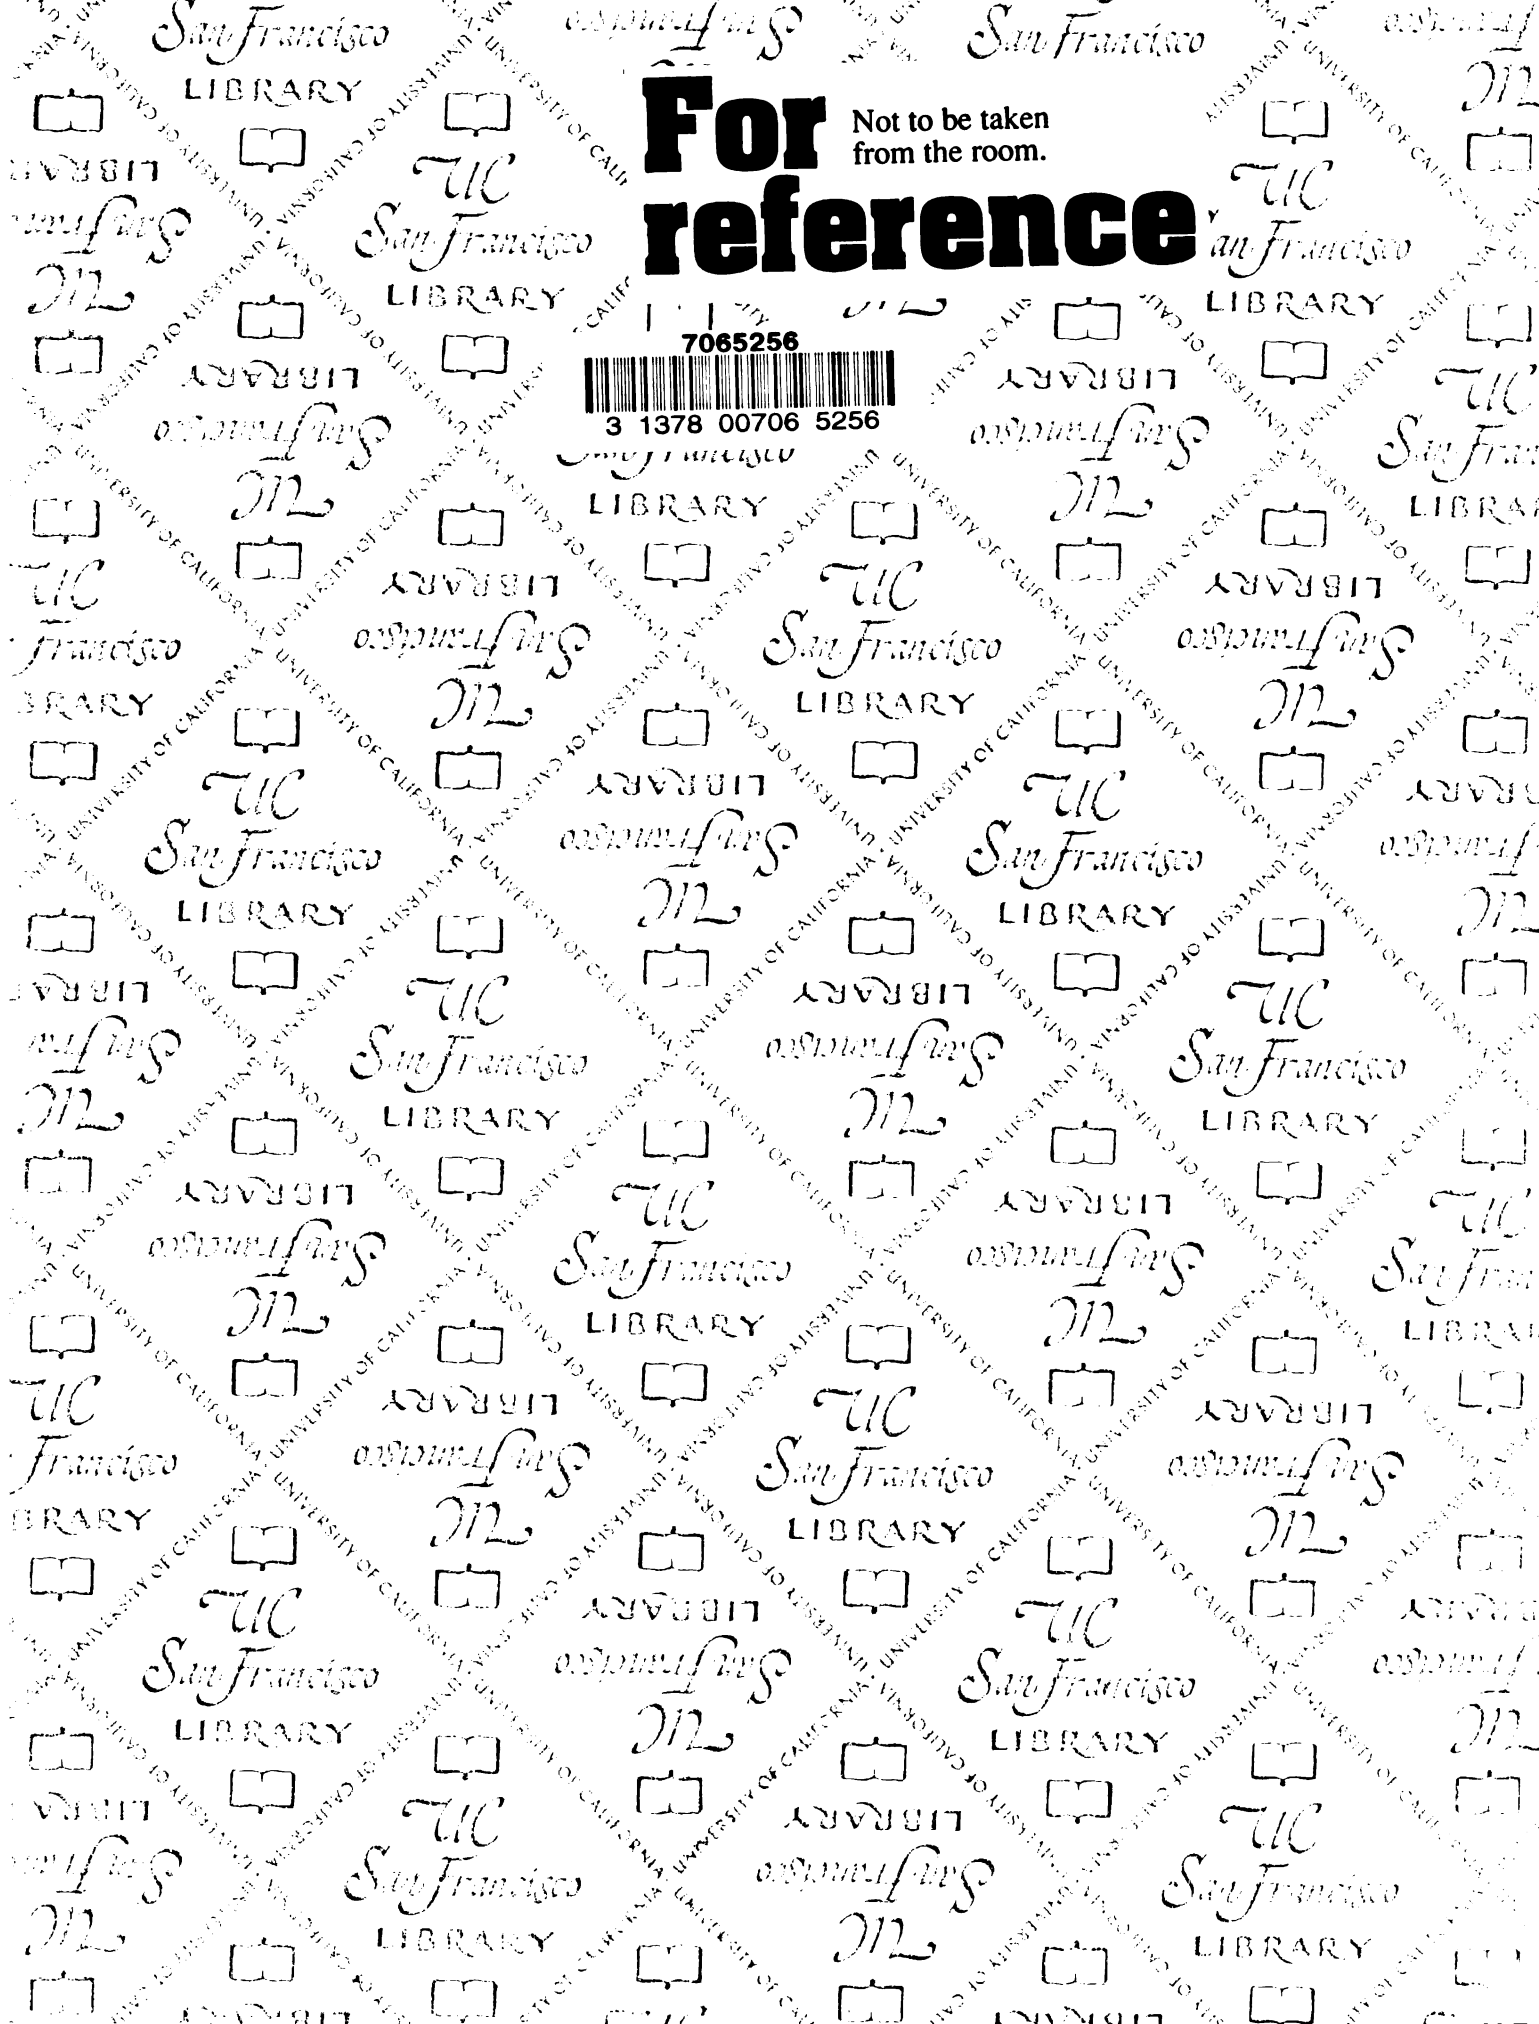 For
Not to be taken
from the room.
reference
7065256
3 1378 00706 5256
UC
San Francisco
LIBRARY
UNIVERSITY OF CALIFORNIA